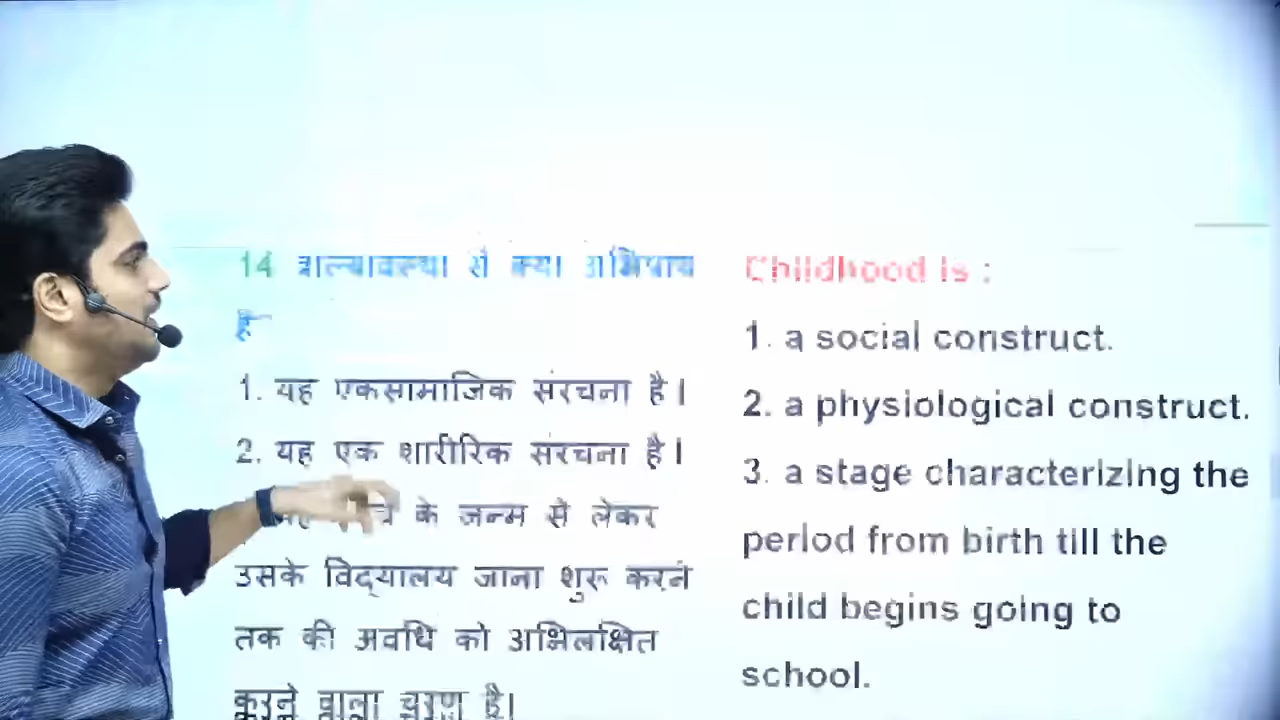 14 बाल्यावस्था से क्या अभिप्राय
है
1. यह एकसामाजिक संरचना है।
2. यह एक शारीरिक संरचना है।
के जन्म से लेकर
उसके विद्यालय जाना शुरू करने
तक की अवधि को अभिलक्षित
करने वाला चरण है।
Childhood is :
1. a social construct.
2. a physiological construct.
3. a stage characterizing the
period from birth till the
child begins going to
school.